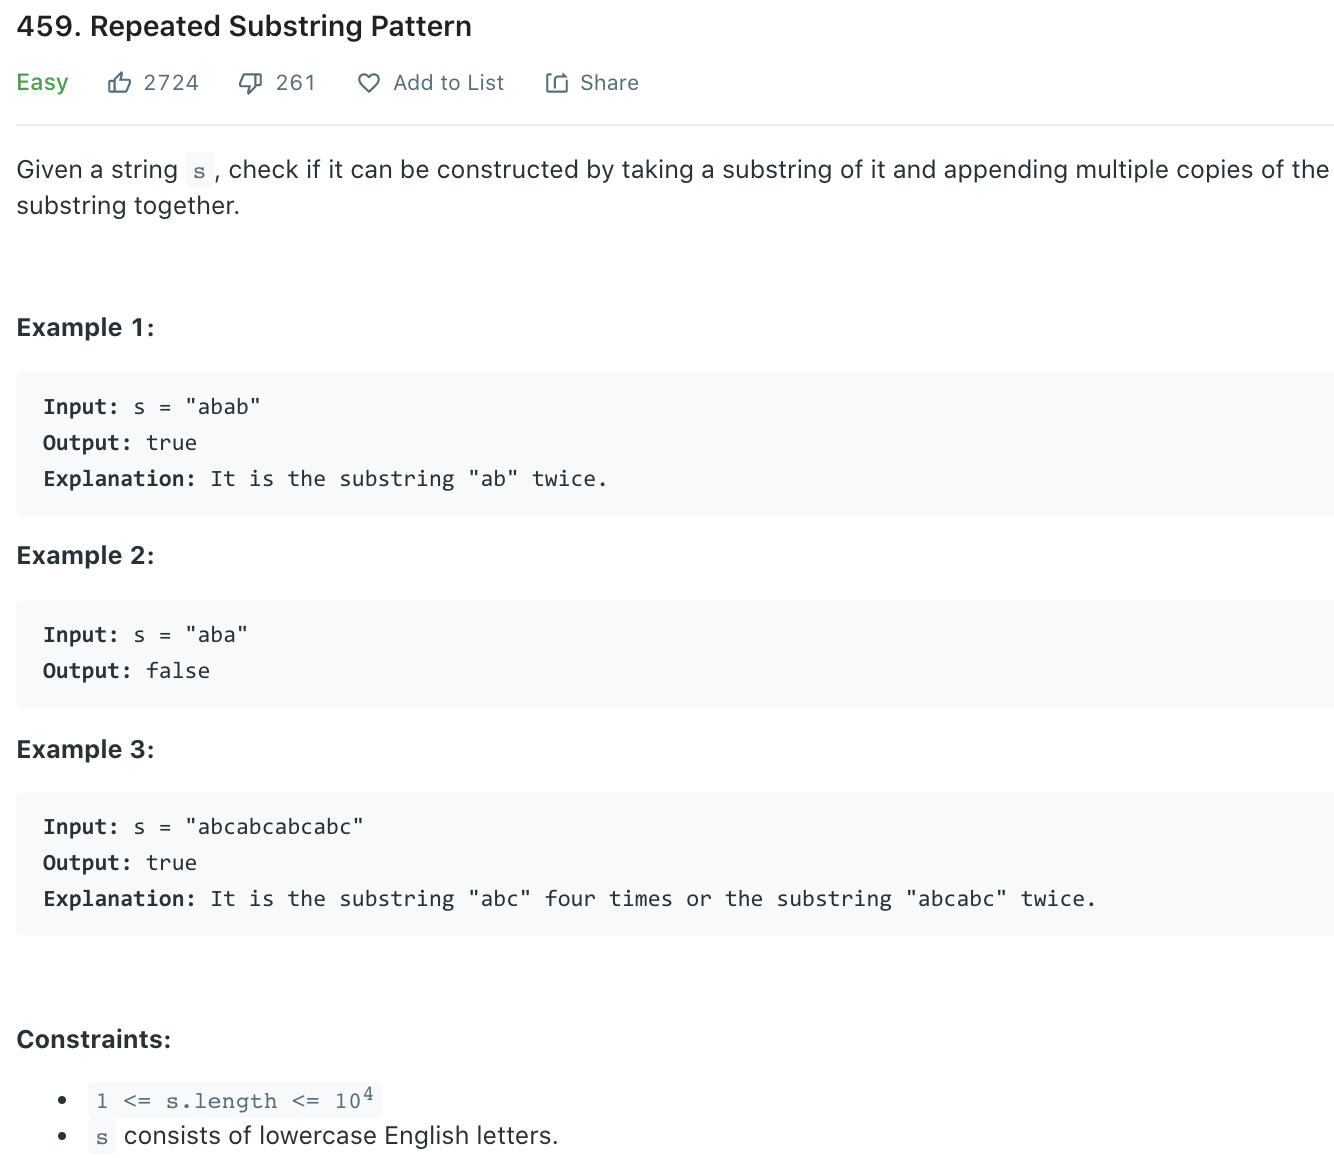 459. Repeated Substring Pattern
Easy 2724 261 Add to List Share
Given a string s , check if it can be constructed by taking a substring of it and appending multiple copies of the
substring together.
Example 1:
Input: s = "abab"
Output: true
Explanation: It is the substring "ab" twice.
Example 2:
Input: s = "aba"
Output: false
Example 3:
Input: s = "abcabcabcabc"
Output: true
Explanation: It is the substring "abc" four times or the substring "abcabc" twice.
Constraints:
• 1 <= s.length <= 10⁴
• s consists of lowercase English letters.